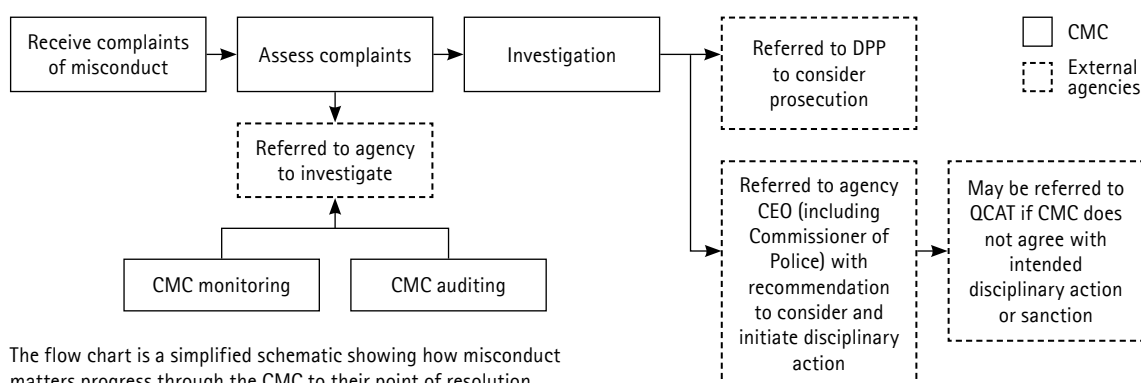 Receive complaints
of misconduct
Assess complaints
Investigation
Referred to DPP
to consider
prosecution
CMC
External
agencies
Referred to agency
to investigate
CMC monitoring
CMC auditing
Referred to agency
CEO (including
Commissioner of
Police) with
recommendation
to consider and
initiate disciplinary
action
May be referred to
QCAT if CMC does
not agree with
intended
disciplinary action
or sanction
The flow chart is a simplified schematic showing how misconduct
matters progress through the CMC to their point of resolution